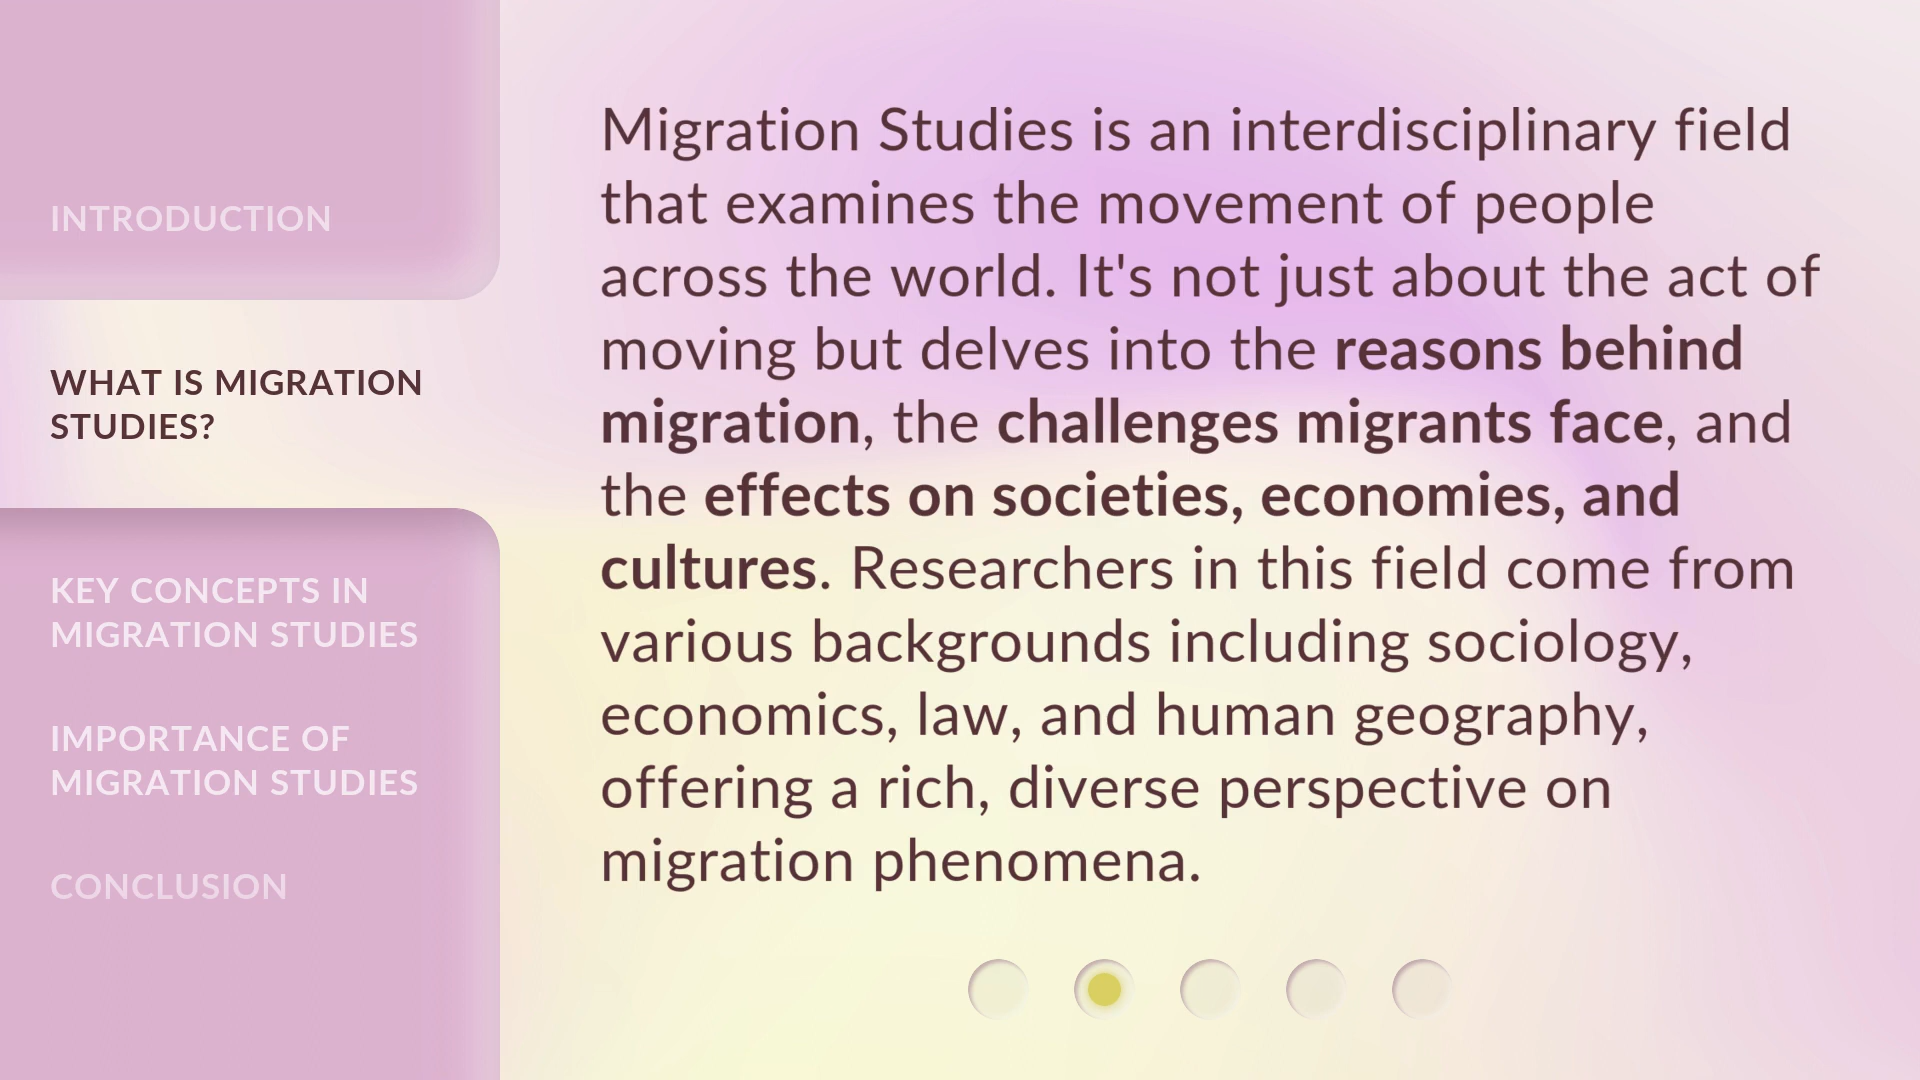 INTRODUCTION
WHAT IS MIGRATION
STUDIES?
KEY CONCEPTS IN
MIGRATION STUDIES
IMPORTANCE OF
MIGRATION STUDIES
CONCLUSION
Migration Studies is an interdisciplinary field
that examines the movement of people
across the world. It's not just about the act of
moving but delves into the reasons behind
migration, the challenges migrants face, and
the effects on societies, economies, and
cultures. Researchers in this field come from
various backgrounds including sociology,
economics, law, and human geography,
offering a rich, diverse perspective on
migration phenomena.